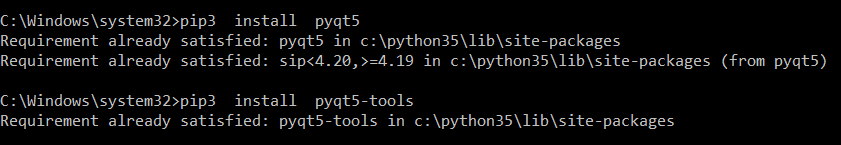 C:\Windows\system32>pip3  install  pyqt5
Requirement already satisfied: pyqt5 in c:\python35\lib\site-packages
Requirement already satisfied: sip<4.20,>=4.19 in c:\python35\lib\site-packages (from pyqt5)
C:\Windows\system32>pip3  install  pyqt5-tools
Requirement already satisfied: pyqt5-tools in c:\python35\lib\site-packages